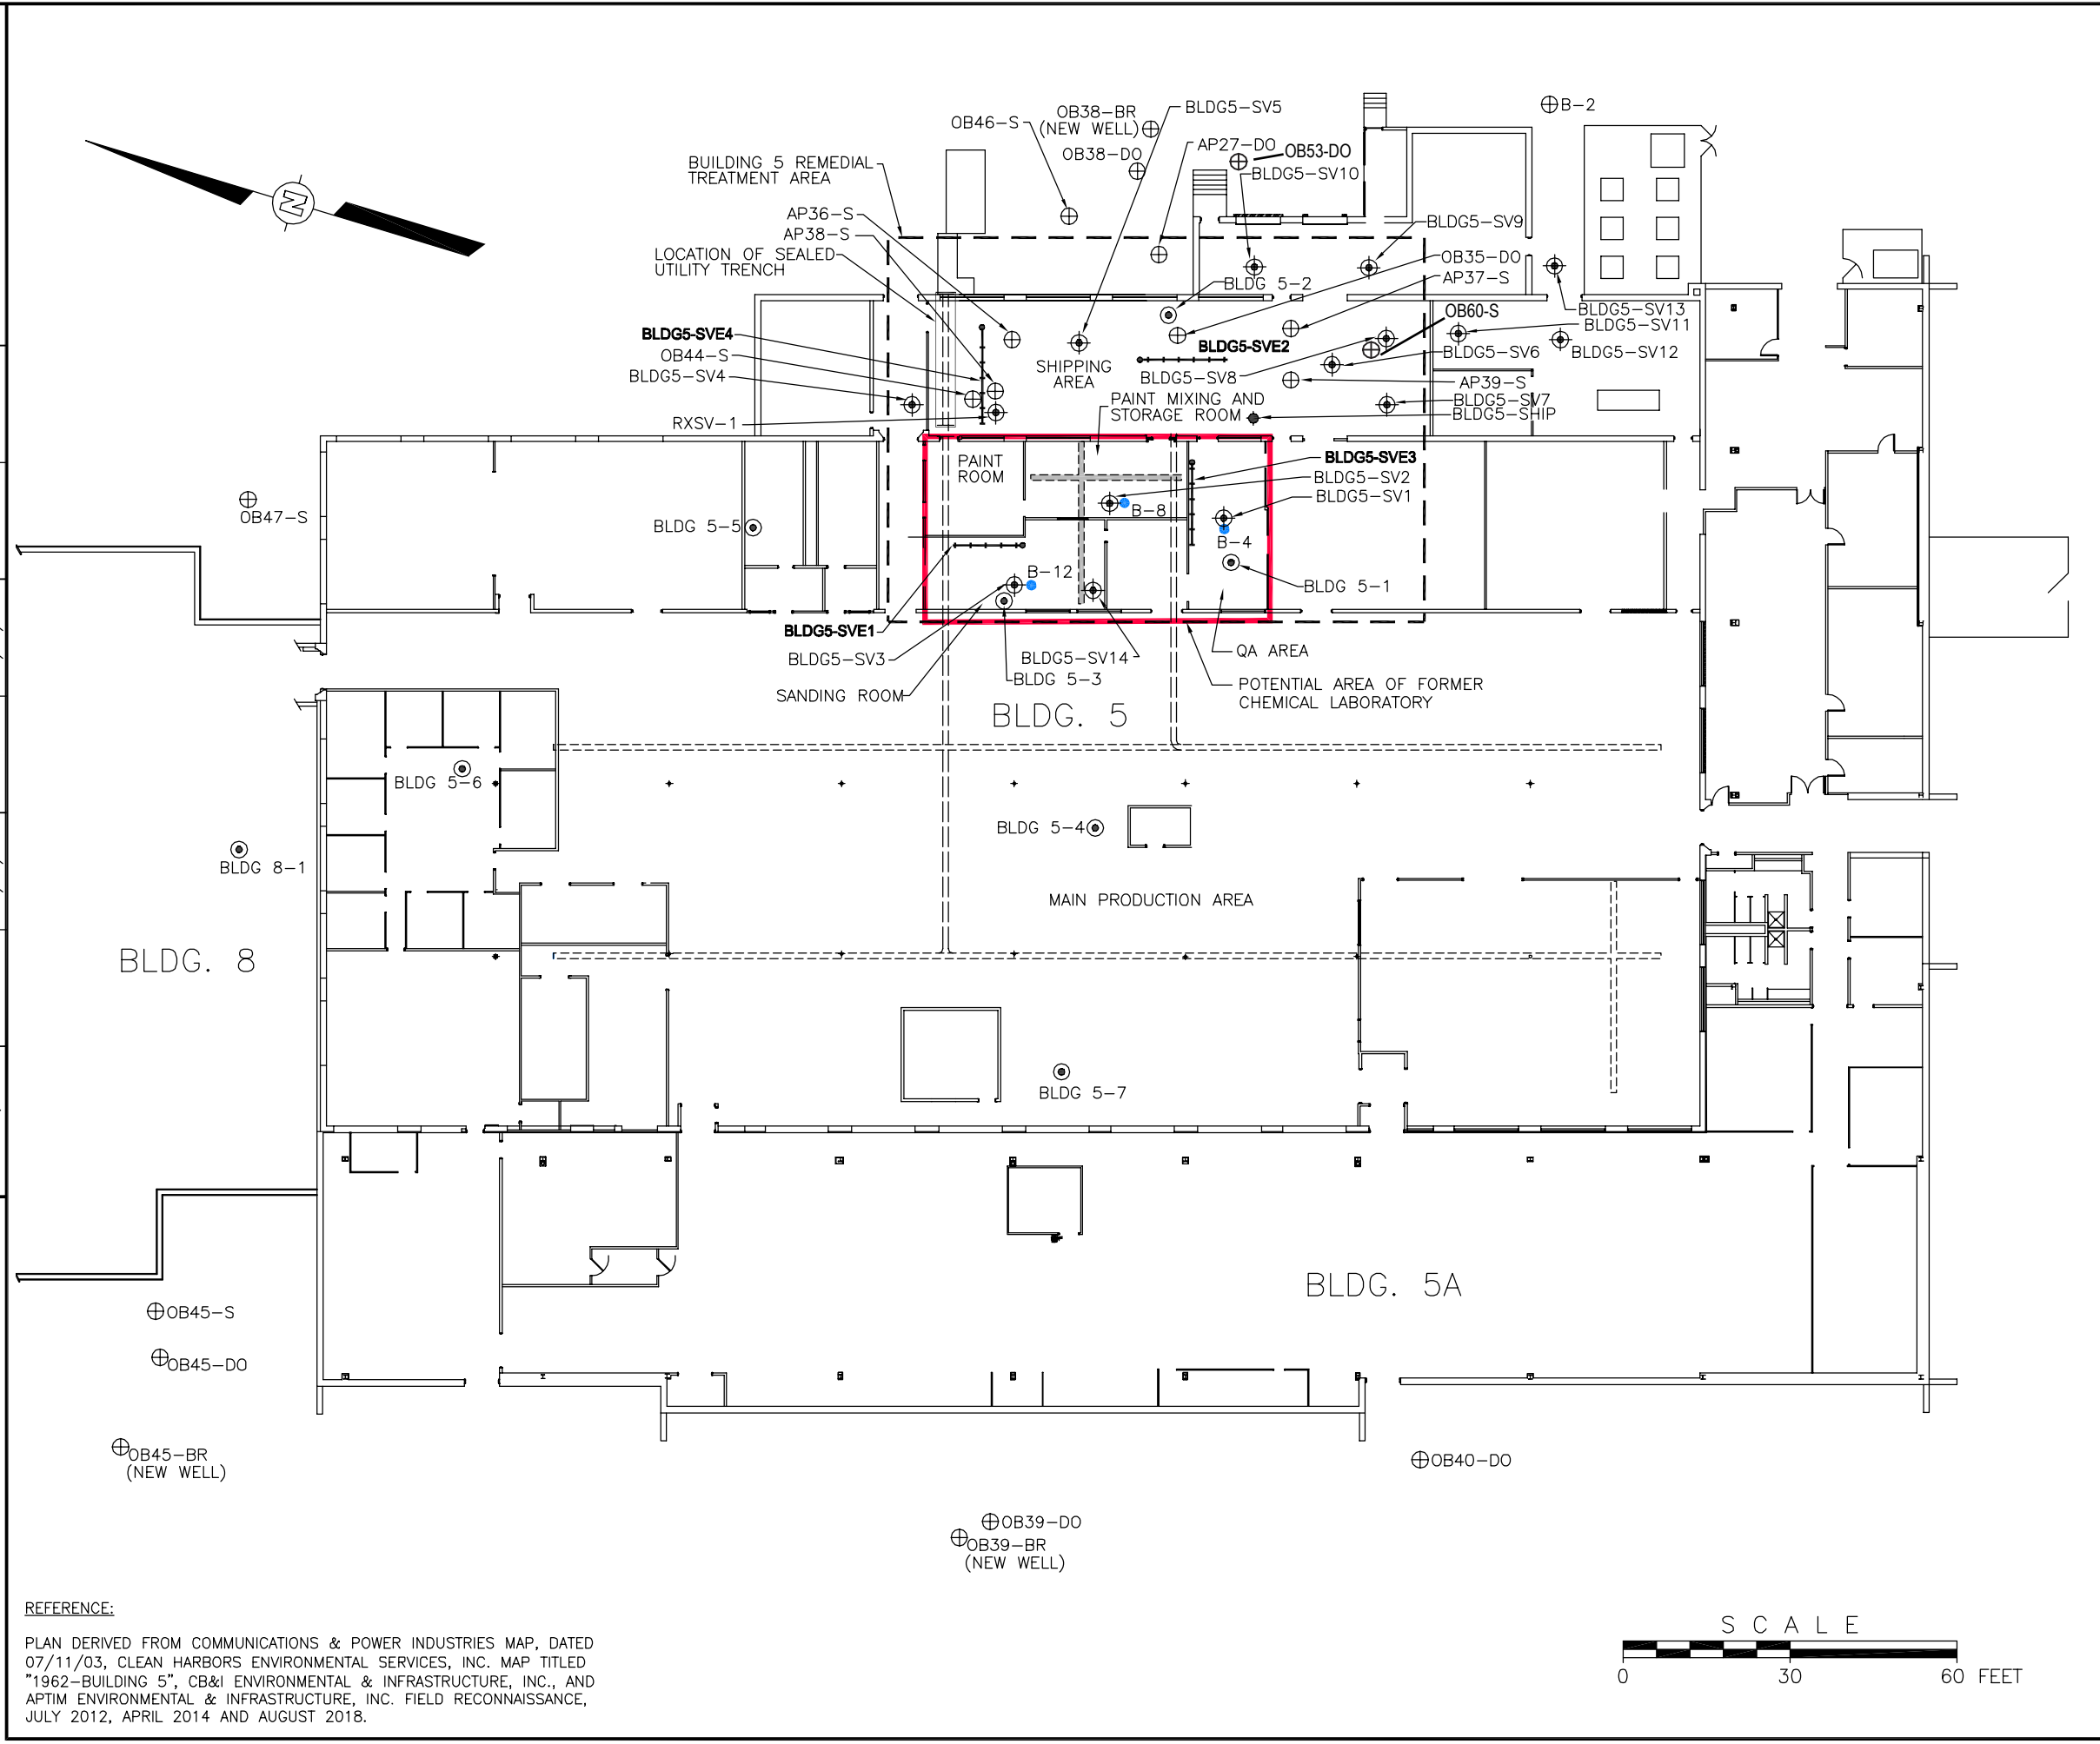 B-2
OB38-BR
(NEW WELL)
BLDG5-SV5
OB46-S
OB38-DO
AP27-DO
OB53-DO
BLDG5-SV10
BUILDING 5 REMEDIAL
TREATMENT AREA
AP36-S
AP38-S
LOCATION OF SEALED
UTILITY TRENCH
N
BLDG5-SV9
OB35-DO
AP37-S
BLDG 5-2
OB60-S
BLDG5-SV13
BLDG5-SV11
BLDG5-SV12
BLDG5-SVE4
OB44-S
BLDG5-SV4
RXSV-1
SHIPPING
AREA
BLDG5-SVE2
BLDG5-SV8
BLDG5-SV6
AP39-S
BLDG5-SV7
BLDG5-SHIP
PAINT MIXING AND
STORAGE ROOM
PAINT
ROOM
BLDG5-SVE3
BLDG5-SV2
BLDG5-SV1
B-8
B-4
OB47-S
BLDG 5-5
B-12
BLDG 5-1
BLDG5-SVE1
BLDG5-SV3
BLDG5-SV14
BLDG 5-3
SANDING ROOM
QA AREA
POTENTIAL AREA OF FORMER
CHEMICAL LABORATORY
BLDG. 5
BLDG 5-6
BLDG 5-4
BLDG 8-1
MAIN PRODUCTION AREA
BLDG. 8
BLDG 5-7
BLDG. 5A
OB45-S
OB45-DO
OB45-BR
(NEW WELL)
OB40-DO
OB39-DO
OB39-BR
(NEW WELL)
REFERENCE:
PLAN DERIVED FROM COMMUNICATIONS & POWER INDUSTRIES MAP, DATED
07/11/03, CLEAN HARBORS ENVIRONMENTAL SERVICES, INC. MAP TITLED
"1962-BUILDING 5", CB&I ENVIRONMENTAL & INFRASTRUCTURE, INC., AND
APTIM ENVIRONMENTAL & INFRASTRUCTURE, INC. FIELD RECONNAISSANCE,
JULY 2012, APRIL 2014 AND AUGUST 2018.
SCALE
0 30 60 FEET